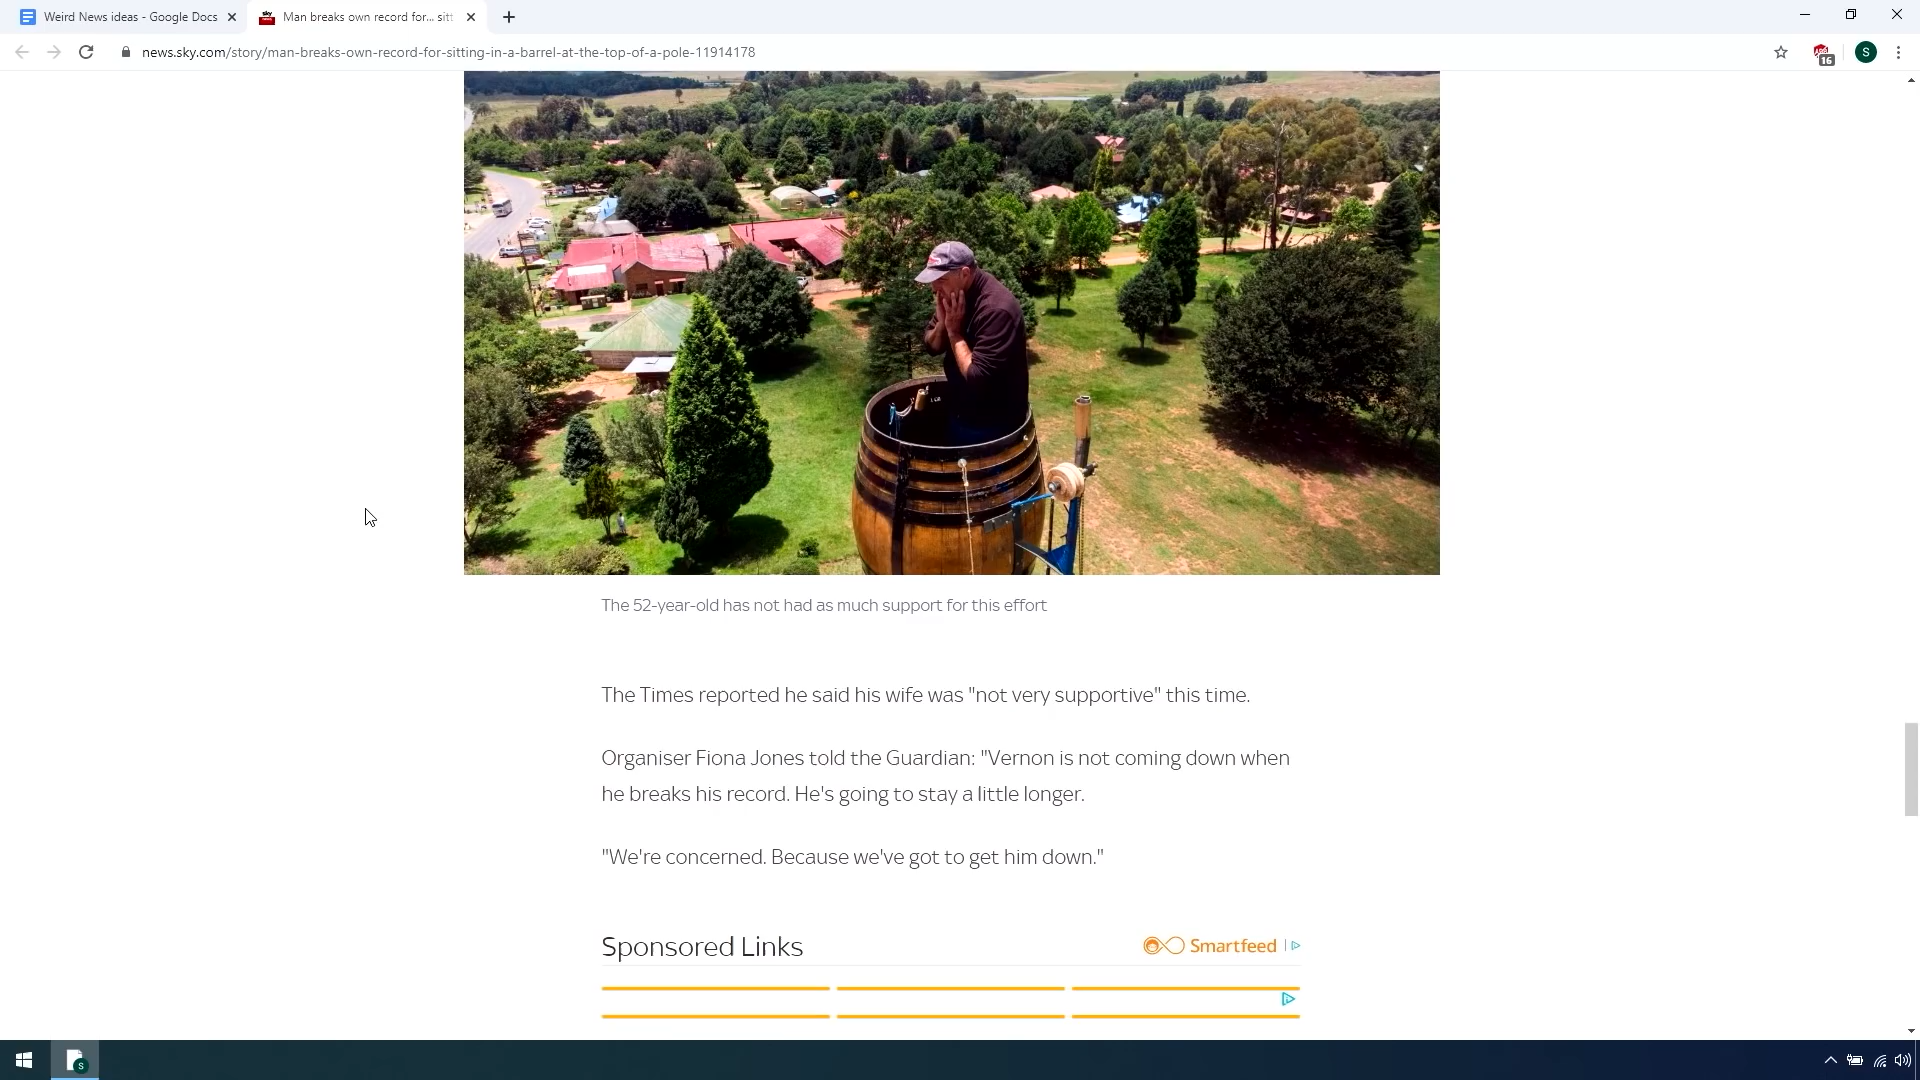 Weird News ideas - Google Docs
Man breaks own record for... sitt
news.sky.com/story/man-breaks-own-record-for-sitting-in-a-barrel-at-the-top-of-a-pole-11914178
16
S
The 52-year-old has not had as much support for this effort
The Times reported he said his wife was "not very supportive" this time.
Organiser Fiona Jones told the Guardian: "Vernon is not coming down when
he breaks his record. He's going to stay a little longer.
"We're concerned. Because we've got to get him down."
Sponsored Links
Smartfeed
S